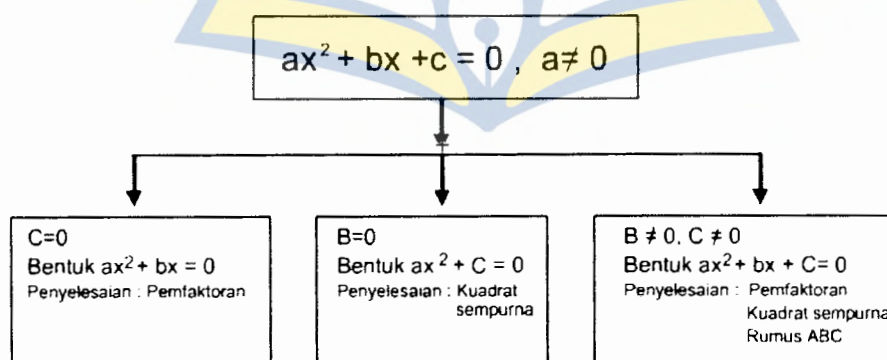 ax² + bx +c = 0 , a≠ 0
C=0
Bentuk ax²+ bx = 0
Penyelesaian : Pemfaktoran
B=0
Bentuk ax² + C = 0
Penyelesaian : Kuadrat
sempurna
B ≠ 0, C ≠ 0
Bentuk ax²+ bx + C= 0
Penyelesaian : Pemfaktoran
Kuadrat sempurna
Rumus ABC